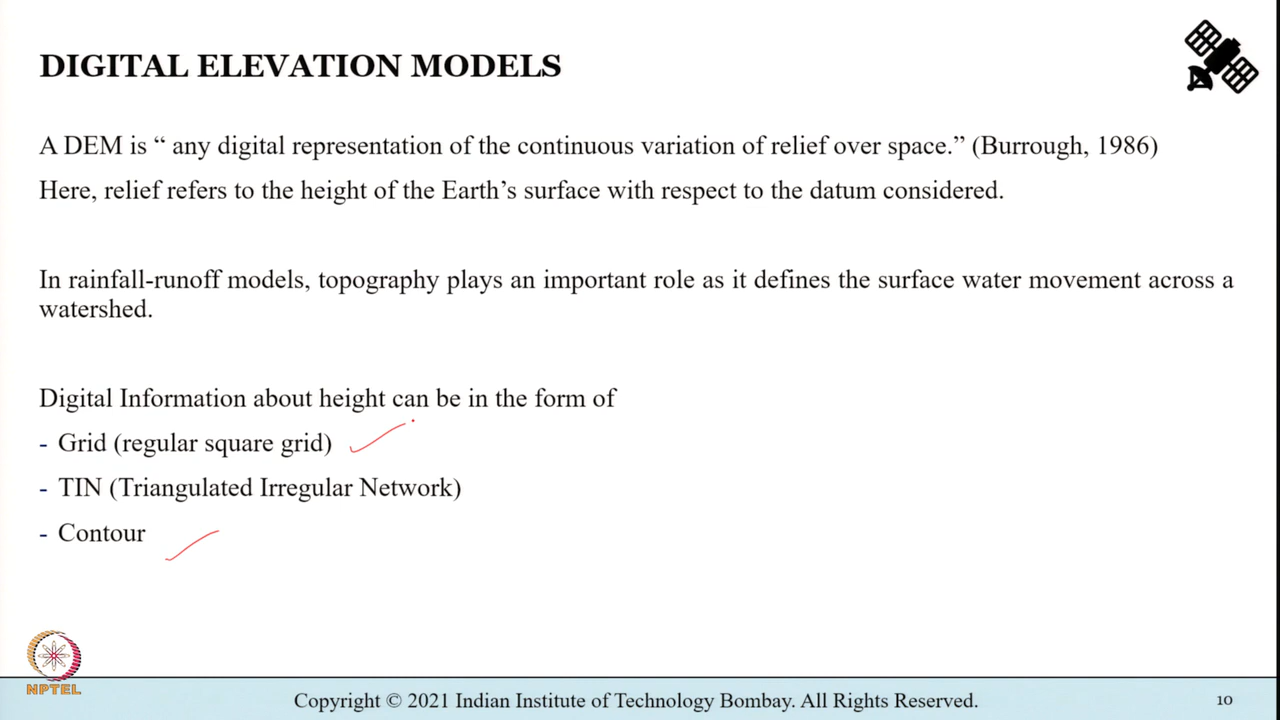 DIGITAL ELEVATION MODELS
A DEM is “ any digital representation of the continuous variation of relief over space.” (Burrough, 1986)
Here, relief refers to the height of the Earth’s surface with respect to the datum considered.
In rainfall-runoff models, topography plays an important role as it defines the surface water movement across a
watershed.
Digital Information about height can be in the form of
- Grid (regular square grid)
- TIN (Triangulated Irregular Network)
- Contour
NPTEL
Copyright © 2021 Indian Institute of Technology Bombay. All Rights Reserved.
10